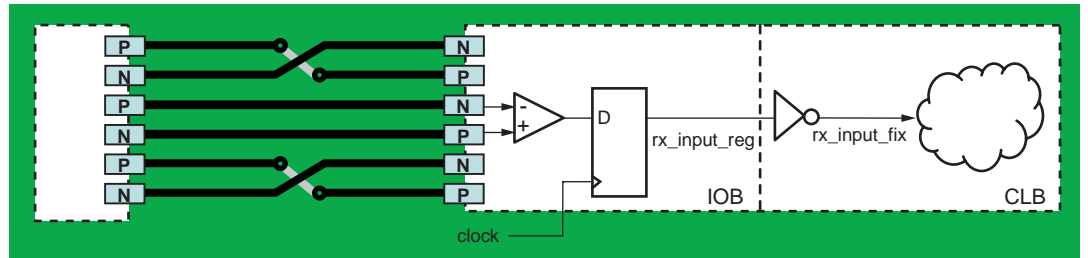 P N
N P
P N -
N P +
P N
N P
D
rx_input_reg
rx_input_fix
IOB
CLB
clock